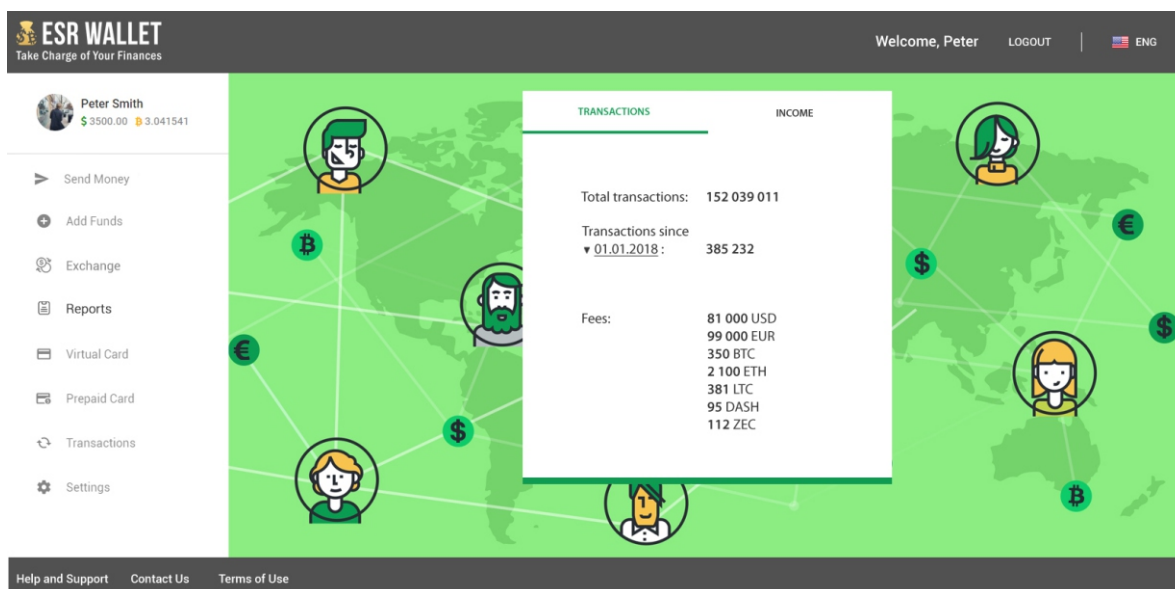 ESR WALLET
Take Charge of Your Finances
Welcome, Peter
LOGOUT
ENG
Peter Smith
$ 3500.00 ₿ 3.041541
Send Money
Add Funds
Exchange
Reports
Virtual Card
Prepaid Card
Transactions
Settings
TRANSACTIONS
INCOME
Total transactions: 152 039 011
Transactions since
▼ 01.01.2018 : 385 232
Fees: 81 000 USD
99 000 EUR
350 BTC
2 100 ETH
381 LTC
95 DASH
112 ZEC
₿
€
$
$
€
$
₿
Help and Support
Contact Us
Terms of Use